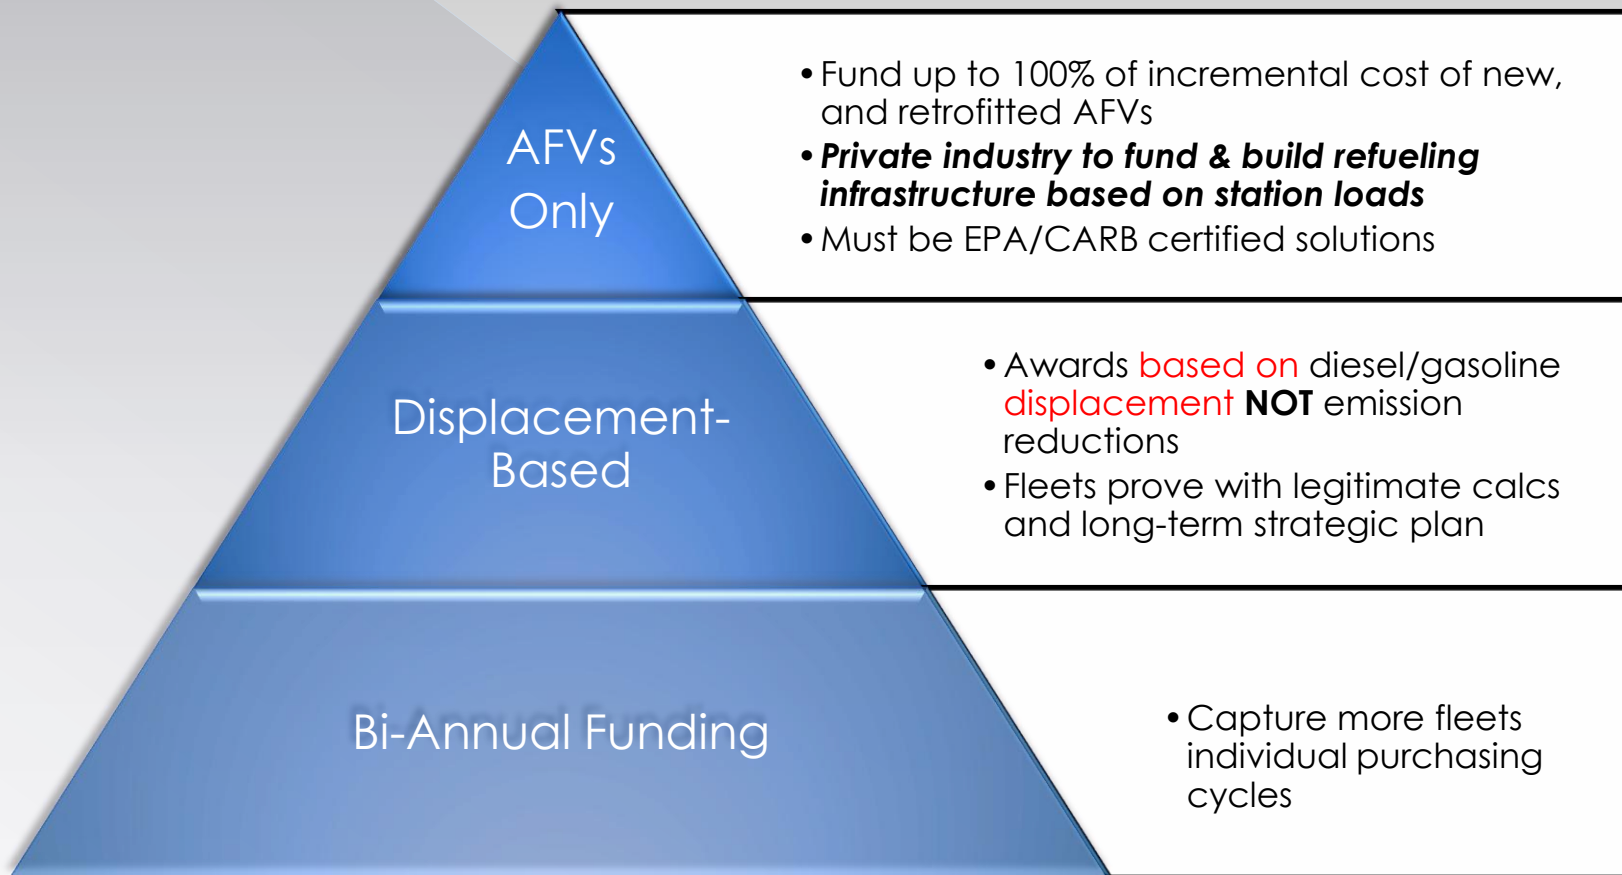 AFVs
Only
• Fund up to 100% of incremental cost of new,
and retrofitted AFVs
• Private industry to fund & build refueling
infrastructure based on station loads
• Must be EPA/CARB certified solutions
Displacement-
Based
• Awards based on diesel/gasoline
displacement NOT emission
reductions
• Fleets prove with legitimate calcs
and long-term strategic plan
Bi-Annual Funding
• Capture more fleets
individual purchasing
cycles